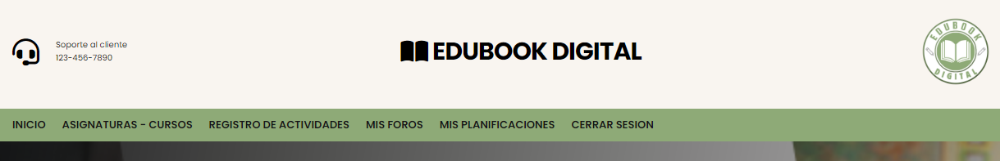 Soporte al cliente
123-456-7890
EDUBOOK DIGITAL
EDUBOOK
DIGITAL
INICIO ASIGNATURAS - CURSOS REGISTRO DE ACTIVIDADES MIS FOROS MIS PLANIFICACIONES CERRAR SESION